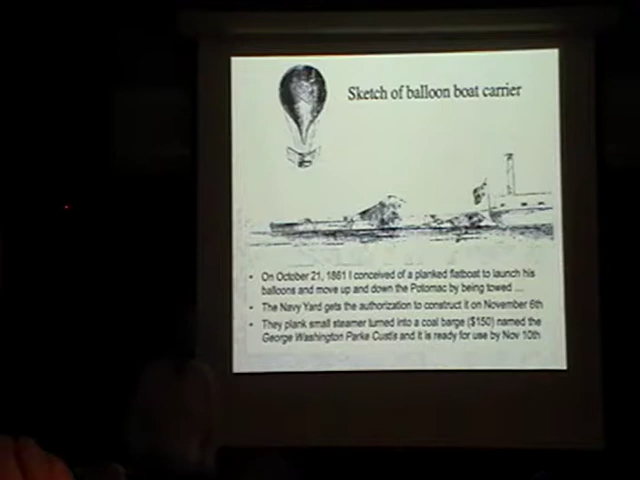 Sketch of balloon boat carrier
• On October 21, 1861 I conceived of a planked flatboat to launch his
balloons and move up and down the Potomac by being towed ...
• The Navy Yard gets the authorization to construct it on November 6th
• They plank small steamer turned into a coal barge ($150) named the
George Washington Parke Custis and it is ready for use by Nov 10th